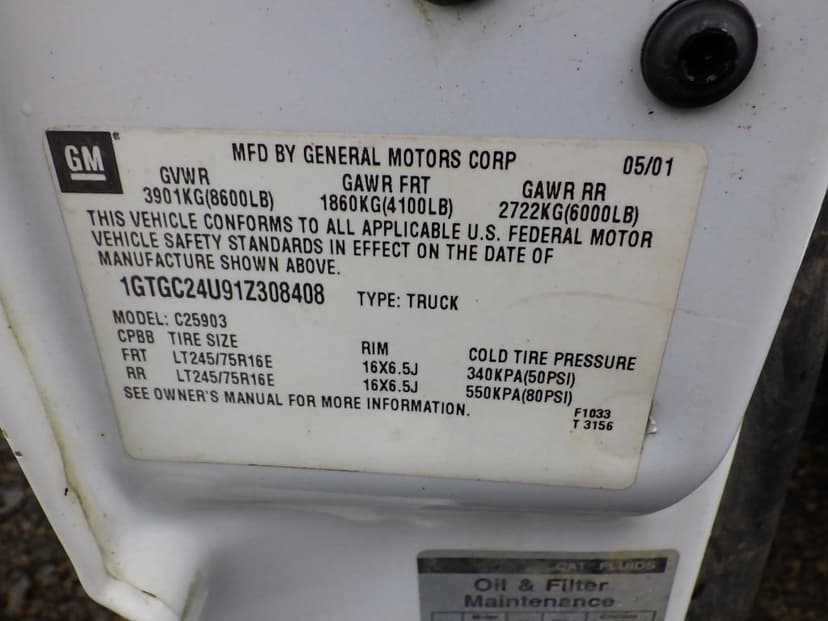 GM
MFD BY GENERAL MOTORS CORP 05/01
GVWR GAWR FRT GAWR RR
3901KG(8600LB) 1860KG(4100LB) 2722KG(6000LB)
THIS VEHICLE CONFORMS TO ALL APPLICABLE U.S. FEDERAL MOTOR
VEHICLE SAFETY STANDARDS IN EFFECT ON THE DATE OF
MANUFACTURE SHOWN ABOVE.
1GTGC24U91Z308408 TYPE: TRUCK
MODEL: C25903
CPBB TIRE SIZE RIM COLD TIRE PRESSURE
FRT LT245/75R16E 16X6.5J 340KPA(50PSI)
RR LT245/75R16E 16X6.5J 550KPA(80PSI)
SEE OWNER'S MANUAL FOR MORE INFORMATION.
F1033
T 3156
CAT FLUIDS
Oil & Filter
Maintenance